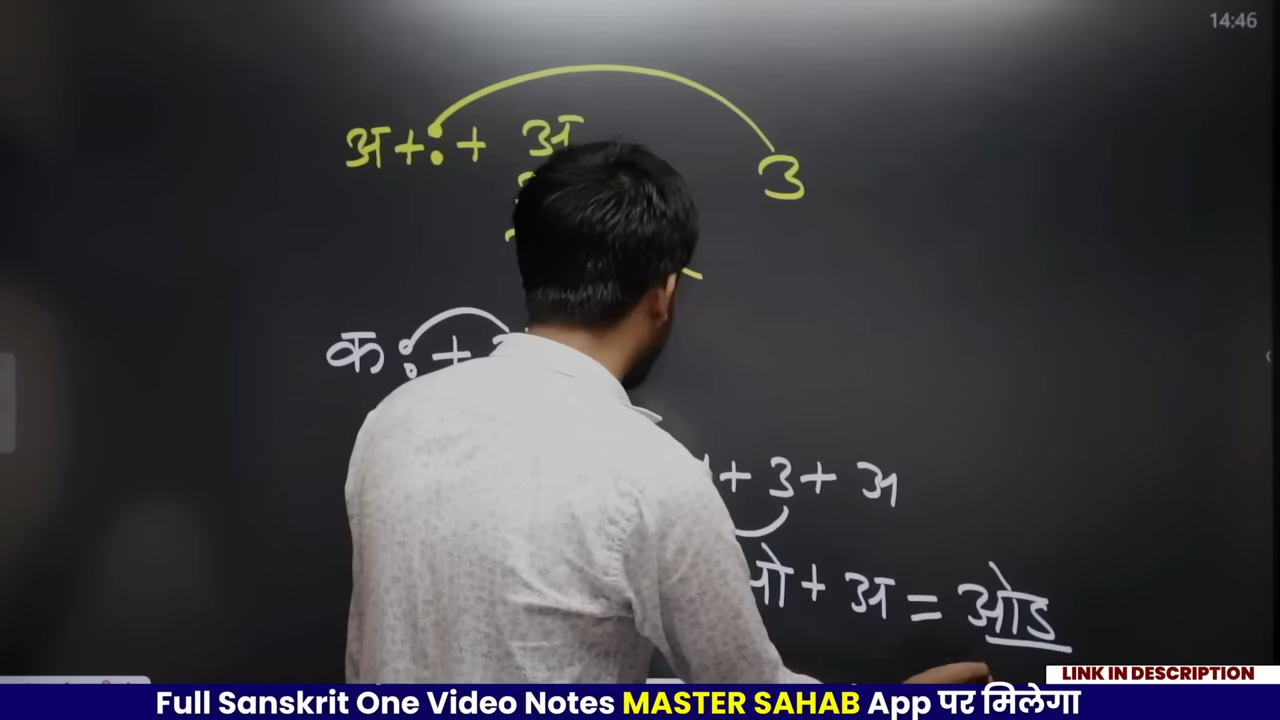 14:46
अ + : + अ
उ
क : +
+ उ + अ
ओ + अ = ओऽ
LINK IN DESCRIPTION
Full Sanskrit One Video Notes MASTER SAHAB App पर मिलेगा